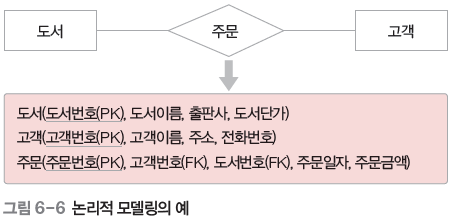 도서
주문
고객
도서(도서번호(PK), 도서이름, 출판사, 도서단가)
고객(고객번호(PK), 고객이름, 주소, 전화번호)
주문(주문번호(PK), 고객번호(FK), 도서번호(FK), 주문일자, 주문금액)
그림 6-6 논리적 모델링의 예